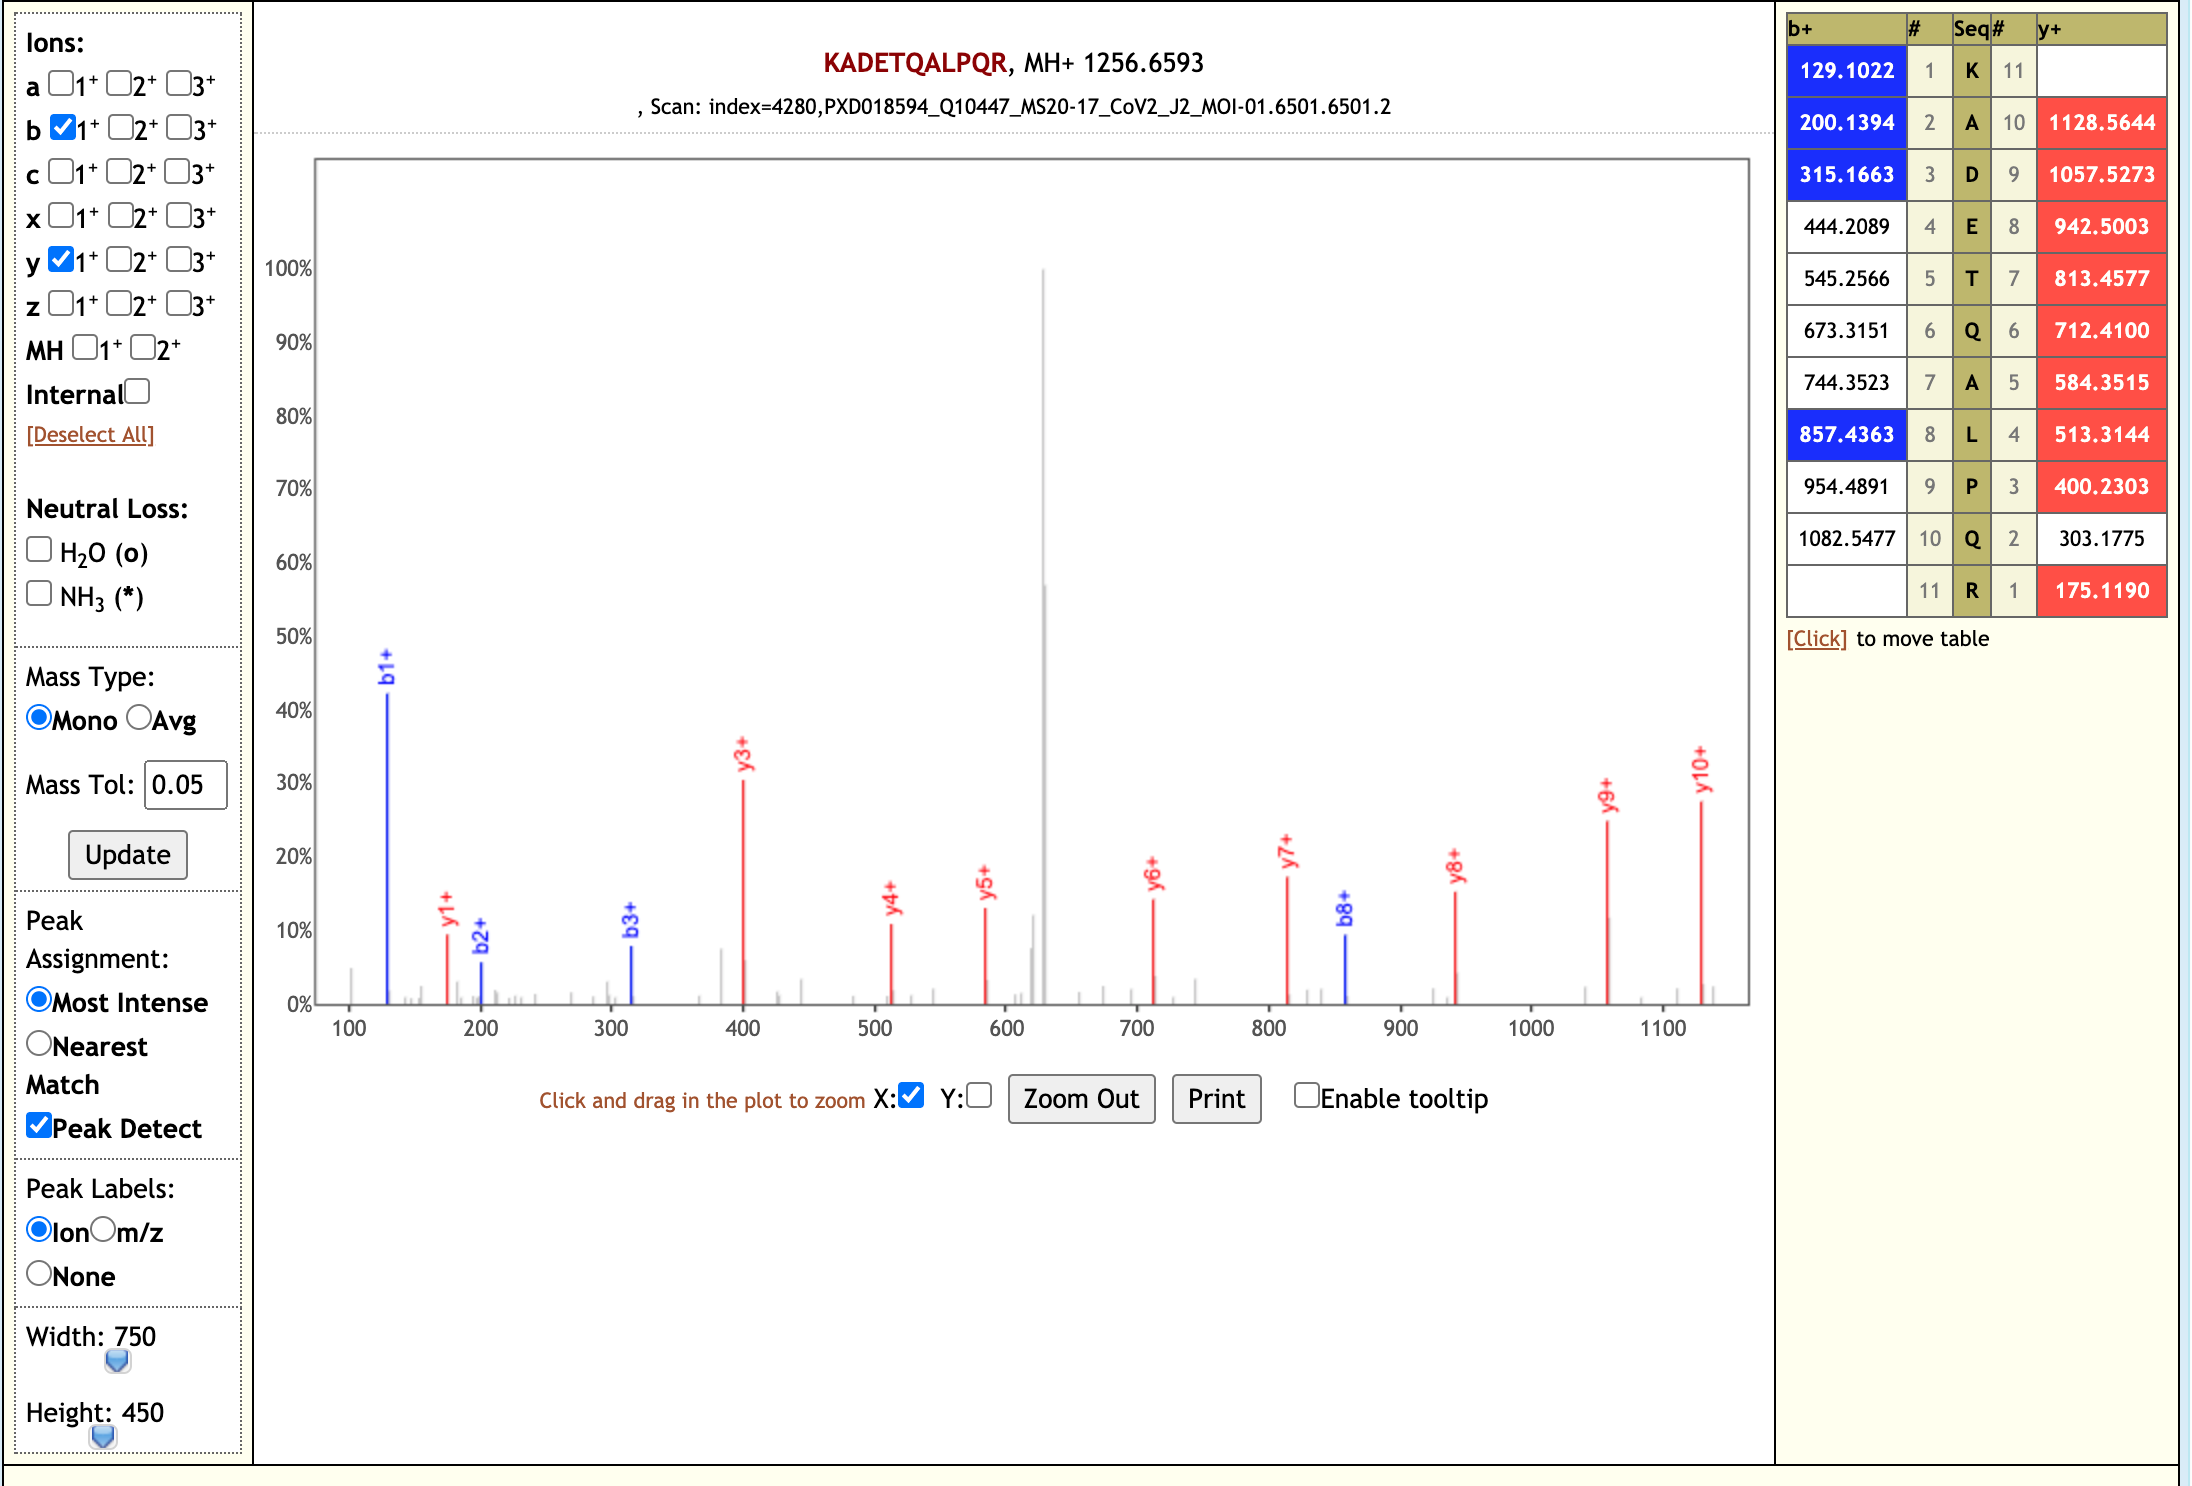 Ions:
a 1+ 2+ 3+
b 1+ 2+ 3+
c 1+ 2+ 3+
x 1+ 2+ 3+
y 1+ 2+ 3+
z 1+ 2+ 3+
MH 1+ 2+
Internal
[Deselect All]
Neutral Loss:
H2O (o)
NH3 (*)
Mass Type:
Mono Avg
Mass Tol: 0.05
Update
Peak
Assignment:
Most Intense
Nearest
Match
Peak Detect
Peak Labels:
Ion m/z
None
Width: 750
Height: 450
KADETQALPQR, MH+ 1256.6593
, Scan: index=4280,PXD018594_Q10447_MS20-17_CoV2_J2_MOI-01.6501.6501.2
100%
90%
80%
70%
60%
50%
40%
30%
20%
10%
0%
b1+
y1+
b2+
b3+
y3+
y4+
y5+
y6+
y7+
b8+
y8+
y9+
y10+
100 200 300 400 500 600 700 800 900 1000 1100
Click and drag in the plot to zoom X: Y: Zoom Out Print Enable tooltip
b+ # Seq # y+
129.1022 1 K 11
200.1394 2 A 10 1128.5644
315.1663 3 D 9 1057.5273
444.2089 4 E 8 942.5003
545.2566 5 T 7 813.4577
673.3151 6 Q 6 712.4100
744.3523 7 A 5 584.3515
857.4363 8 L 4 513.3144
954.4891 9 P 3 400.2303
1082.5477 10 Q 2 303.1775
11 R 1 175.1190
[Click] to move table